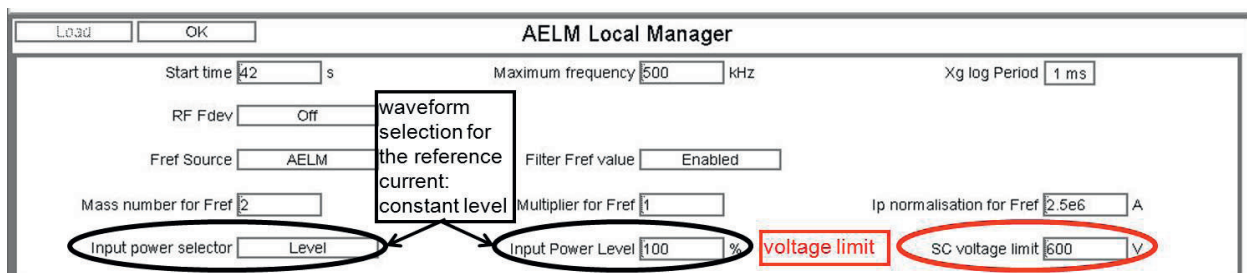 Load OK AELM Local Manager
Start time 42 s Maximum frequency 500 kHz Xg log Period 1 ms
RF Fdev Off
waveform
selection for
the reference
current:
constant level
Fref Source AELM Filter Fref value Enabled
Mass number for Fref 2 Multiplier for Fref 1 Ip normalisation for Fref 2.5e6 A
Input power selector Level Input Power Level 100 % voltage limit SC voltage limit 600 V